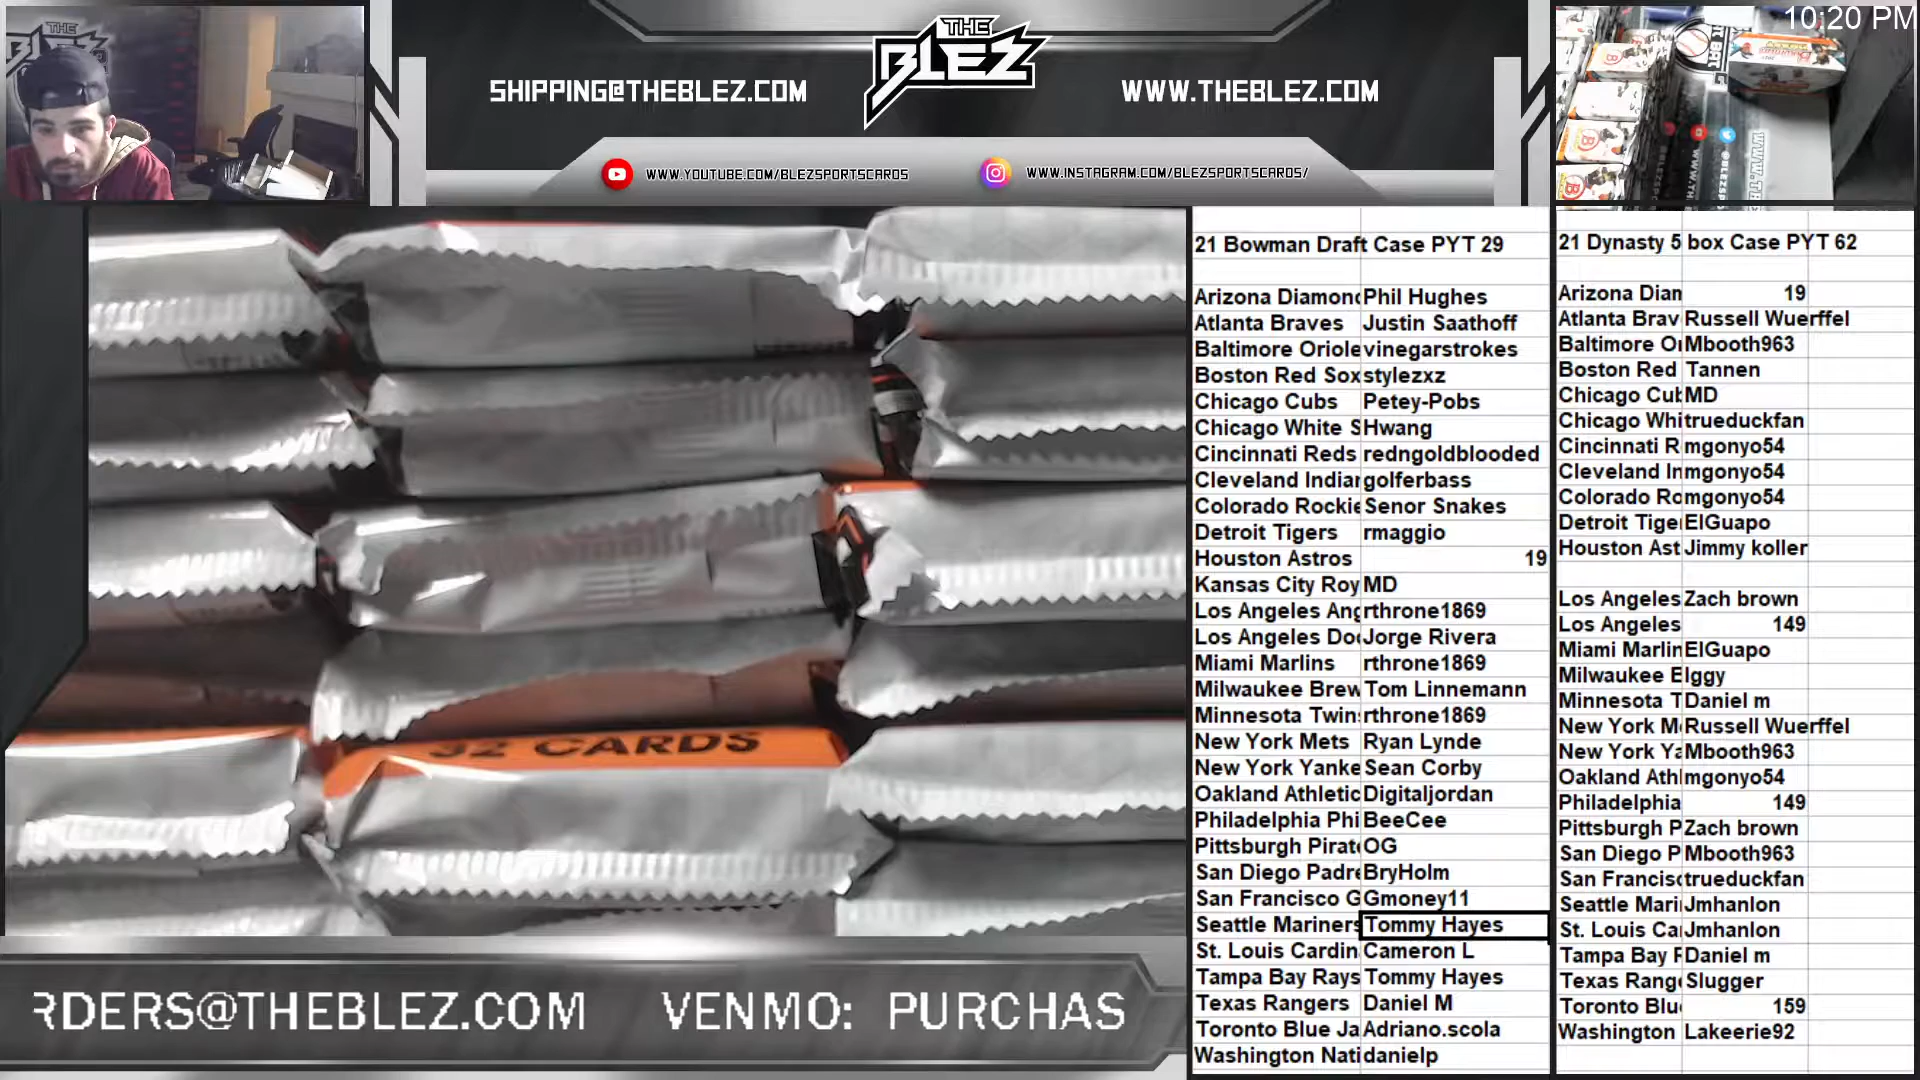 10:20 PM
THE
BLEZ
SHIPPING@THEBLEZ.COM
WWW.THEBLEZ.COM
WWW.YOUTUBE.COM/BLEZSPORTSCARDS
WWW.INSTAGRAM.COM/BLEZSPORTSCARDS/
32 CARDS
RDERS@THEBLEZ.COM VENMO: PURCHAS
21 Bowman Draft Case PYT 29
Arizona Diamond Phil Hughes
Atlanta Braves Justin Saathoff
Baltimore Oriole vinegarstrokes
Boston Red Sox stylezxz
Chicago Cubs Petey-Pobs
Chicago White S Hwang
Cincinnati Reds redngoldblooded
Cleveland Indian golferbass
Colorado Rockie Senor Snakes
Detroit Tigers rmaggio
Houston Astros 19
Kansas City Roy MD
Los Angeles Ang rthrone1869
Los Angeles Doc Jorge Rivera
Miami Marlins rthrone1869
Milwaukee Brew Tom Linnemann
Minnesota Twins rthrone1869
New York Mets Ryan Lynde
New York Yanke Sean Corby
Oakland Athletic Digitaljordan
Philadelphia Phi BeeCee
Pittsburgh Pirat OG
San Diego Padre BryHolm
San Francisco G Gmoney11
Seattle Mariners Tommy Hayes
St. Louis Cardin Cameron L
Tampa Bay Rays Tommy Hayes
Texas Rangers Daniel M
Toronto Blue Ja Adriano.scola
Washington Nati danielp
21 Dynasty 5 box Case PYT 62
Arizona Diam 19
Atlanta Brav Russell Wuerffel
Baltimore Or Mbooth963
Boston Red Tannen
Chicago Cub MD
Chicago Whi trueduckfan
Cincinnati R mgonyo54
Cleveland In mgonyo54
Colorado Ro mgonyo54
Detroit Tige ElGuapo
Houston Ast Jimmy koller
Los Angeles Zach brown
Los Angeles 149
Miami Marlin ElGuapo
Milwaukee B Iggy
Minnesota T Daniel m
New York M Russell Wuerffel
New York Ya Mbooth963
Oakland Ath mgonyo54
Philadelphia 149
Pittsburgh P Zach brown
San Diego P Mbooth963
San Francisc trueduckfan
Seattle Mari Jmhanlon
St. Louis Ca Jmhanlon
Tampa Bay R Daniel m
Texas Rang Slugger
Toronto Blu 159
Washington Lakeerie92